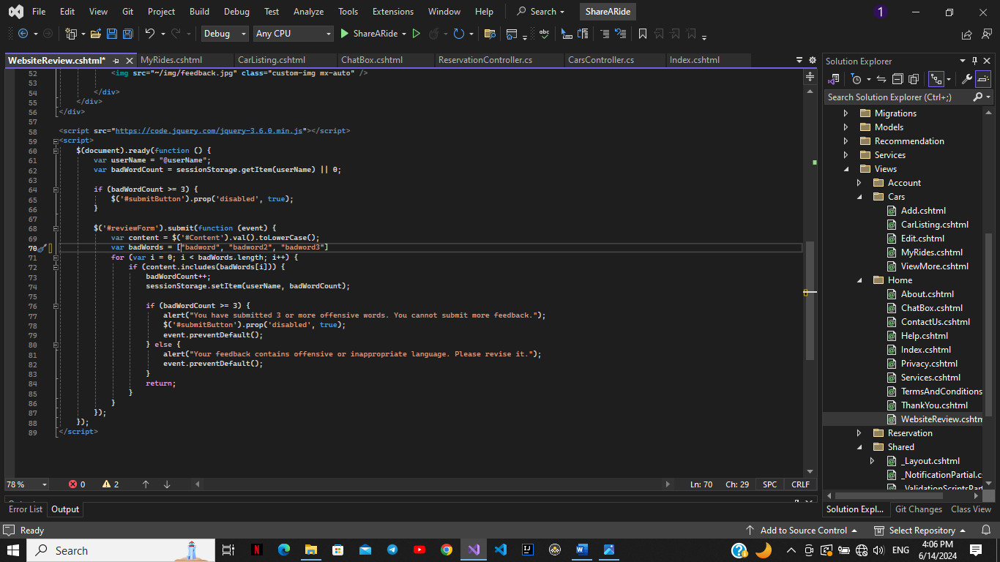 File Edit View Git Project Build Debug Test Analyze Tools Extensions Window Help Search ShareARide 1
Debug Any CPU ShareARide
WebsiteReview.cshtml* MyRides.cshtml CarListing.cshtml ChatBox.cshtml ReservationController.cs CarsController.cs Index.cshtml
52 <img src="~/img/feedback.jpg" class="custom-img mx-auto" />
53
54 </div>
55 </div>
56 </div>
57
58 <script src="https://code.jquery.com/jquery-3.6.0.min.js"></script>
59 <script>
60 $(document).ready(function () {
61 var userName = "@userName";
62 var badWordCount = sessionStorage.getItem(userName) || 0;
63
64 if (badWordCount >= 3) {
65 $('#submitButton').prop('disabled', true);
66 }
67
68 $('#reviewForm').submit(function (event) {
69 var content = $('#Content').val().toLowerCase();
70 var badWords = ["badword", "badword2", "badword3"]
71 for (var i = 0; i < badWords.length; i++) {
72 if (content.includes(badWords[i])) {
73 badWordCount++;
74 sessionStorage.setItem(userName, badWordCount);
75
76 if (badWordCount >= 3) {
77 alert("You have submitted 3 or more offensive words. You cannot submit more feedback.");
78 $('#submitButton').prop('disabled', true);
79 event.preventDefault();
80 } else {
81 alert("Your feedback contains offensive or inappropriate language. Please revise it.");
82 event.preventDefault();
83 }
84 return;
85 }
86 }
87 });
88 });
89 </script>
78 % 0 2 Ln: 70 Ch: 29 SPC CRLF
Error List Output
Solution Explorer
Search Solution Explorer (Ctrl+;)
Migrations
Models
Recommendation
Services
Views
Account
Cars
Add.cshtml
CarListing.cshtml
Edit.cshtml
MyRides.cshtml
ViewMore.cshtml
Home
About.cshtml
ChatBox.cshtml
ContactUs.cshtml
Help.cshtml
Index.cshtml
Privacy.cshtml
Services.cshtml
TermsAndConditions
ThankYou.cshtml
WebsiteReview.cshtm
Reservation
Shared
_Layout.cshtml
_NotificationPartial.c
_ValidationScriptsPart
Solution Expl... Git Changes Class View
Ready Add to Source Control Select Repository
Search ENG 4:06 PM
6/14/2024